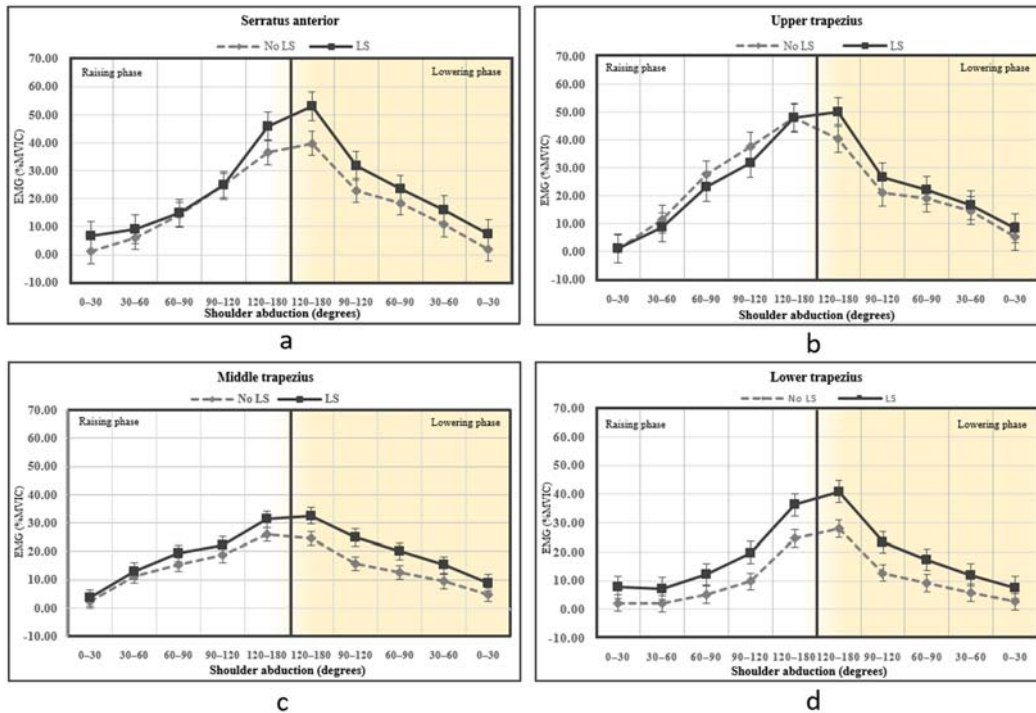 Serratus anterior
No LS LS
70.00
Raising phase Lowering phase
60.00
50.00
40.00
30.00
20.00
10.00
0.00
-10.00
EMG (%MVIC)
0–30 30–60 60–90 90–120 120–180 120–180 90–120 60–90 30–60 0–30
Shoulder abduction (degrees)
a
Upper trapezius
No LS LS
70.00
Raising phase Lowering phase
60.00
50.00
40.00
30.00
20.00
10.00
0.00
-10.00
EMG (%MVIC)
0–30 30–60 60–90 90–120 120–180 120–180 90–120 60–90 30–60 0–30
Shoulder abduction (degrees)
b
Middle trapezius
No LS LS
70.00
Raising phase Lowering phase
60.00
50.00
40.00
30.00
20.00
10.00
0.00
-10.00
EMG (%MVIC)
0–30 30–60 60–90 90–120 120–180 120–180 90–120 60–90 30–60 0–30
Shoulder abduction (degrees)
c
Lower trapezius
No LS LS
70.00
Raising phase Lowering phase
60.00
50.00
40.00
30.00
20.00
10.00
0.00
-10.00
EMG (%MVIC)
0–30 30–60 60–90 90–120 120–180 120–180 90–120 60–90 30–60 0–30
Shoulder abduction (degrees)
d